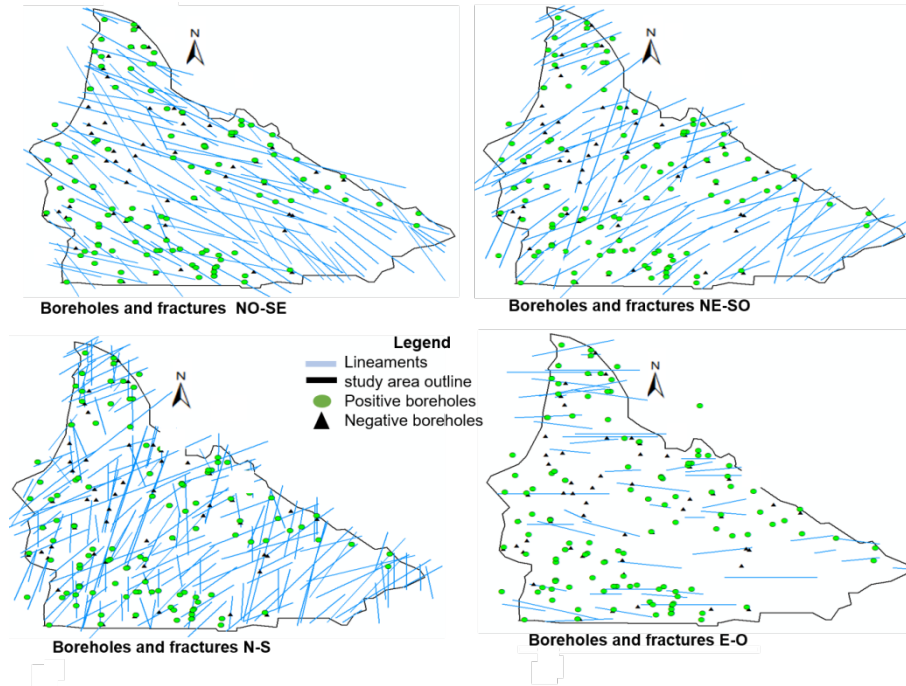 N
N
Boreholes and fractures NO-SE
Boreholes and fractures NE-SO
Legend
Lineaments
study area outline
Positive boreholes
Negative boreholes
N
N
Boreholes and fractures N-S
Boreholes and fractures E-O